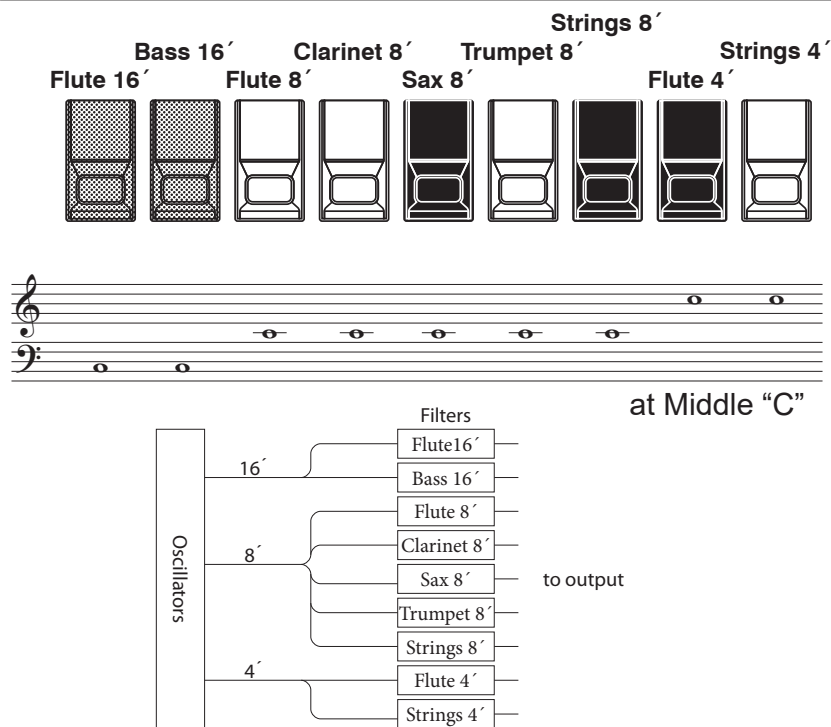 Strings 8´
Bass 16´ Clarinet 8´ Trumpet 8´ Strings 4´
Flute 16´ Flute 8´ Sax 8´ Flute 4´
at Middle “C”
Filters
Oscillators
16´
Flute16´
Bass 16´
8´
Flute 8´
Clarinet 8´
Sax 8´
Trumpet 8´
Strings 8´
to output
4´
Flute 4´
Strings 4´